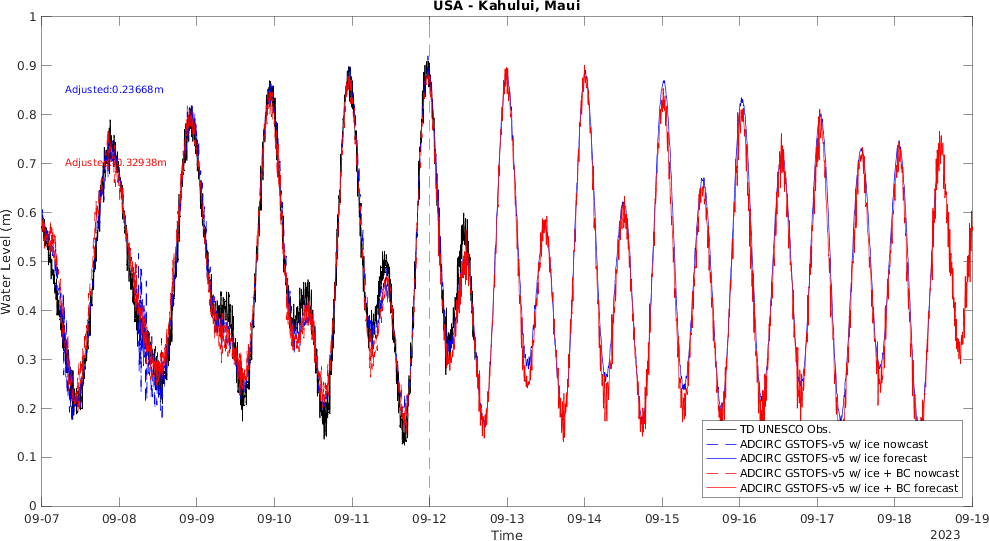 USA - Kahului, Maui
1
0.9
0.8
0.7
0.6
0.5
0.4
0.3
0.2
0.1
0
Water Level (m)
Adjusted:0.23668m
Adjusted:0.32938m
TD UNESCO Obs.
ADCIRC GSTOFS-v5 w/ ice nowcast
ADCIRC GSTOFS-v5 w/ ice forecast
ADCIRC GSTOFS-v5 w/ ice + BC nowcast
ADCIRC GSTOFS-v5 w/ ice + BC forecast
09-07 09-08 09-09 09-10 09-11 09-12 09-13 09-14 09-15 09-16 09-17 09-18 09-19
Time
2023